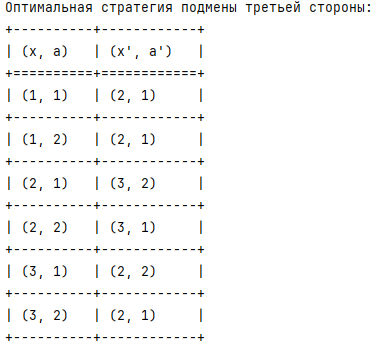 Оптимальная стратегия подмены третьей стороны:
+----------+------------+
| (x, a)   | (x', a')   |
+==========+============+
| (1, 1)   | (2, 1)     |
+----------+------------+
| (1, 2)   | (2, 1)     |
+----------+------------+
| (2, 1)   | (3, 2)     |
+----------+------------+
| (2, 2)   | (3, 1)     |
+----------+------------+
| (3, 1)   | (2, 2)     |
+----------+------------+
| (3, 2)   | (2, 1)     |
+----------+------------+